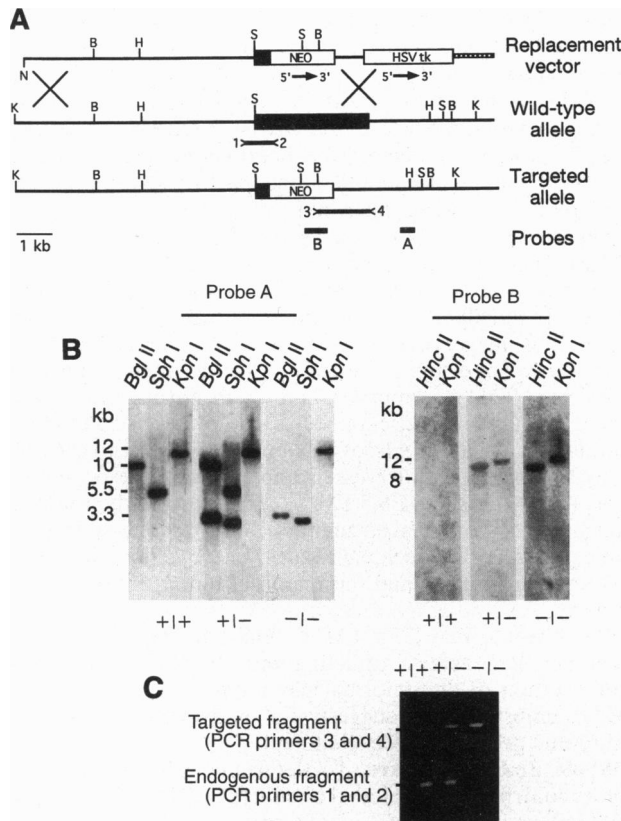 A
B H S S B
NEO HSV tk
N 5' 3' 5' 3'
Replacement
vector
K B H S H S B K
Wild-type
allele
1 2
K B H S S B H S B K
NEO
Targeted
allele
3 4
1 kb B A Probes
Probe A Probe B
B
Bgl II Sph I Kpn I Bgl II Sph I Kpn I Bgl II Sph I Kpn I
Hinc II Kpn I Hinc II Kpn I Hinc II Kpn I
kb
12
10
5.5
3.3
kb
12
8
+/+ +/− −/−
+/+ +/− −/−
C
+/+ +/− −/−
Targeted fragment
(PCR primers 3 and 4)
Endogenous fragment
(PCR primers 1 and 2)